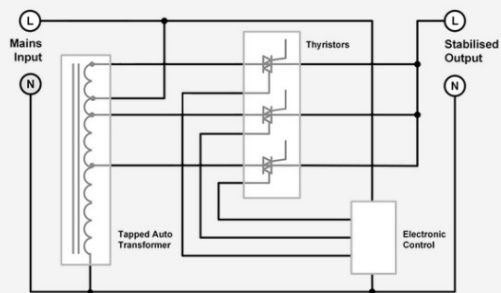 L
L
Mains
Input
Thyristors
Stabilised
Output
N
N
Tapped Auto
Transformer
Electronic
Control